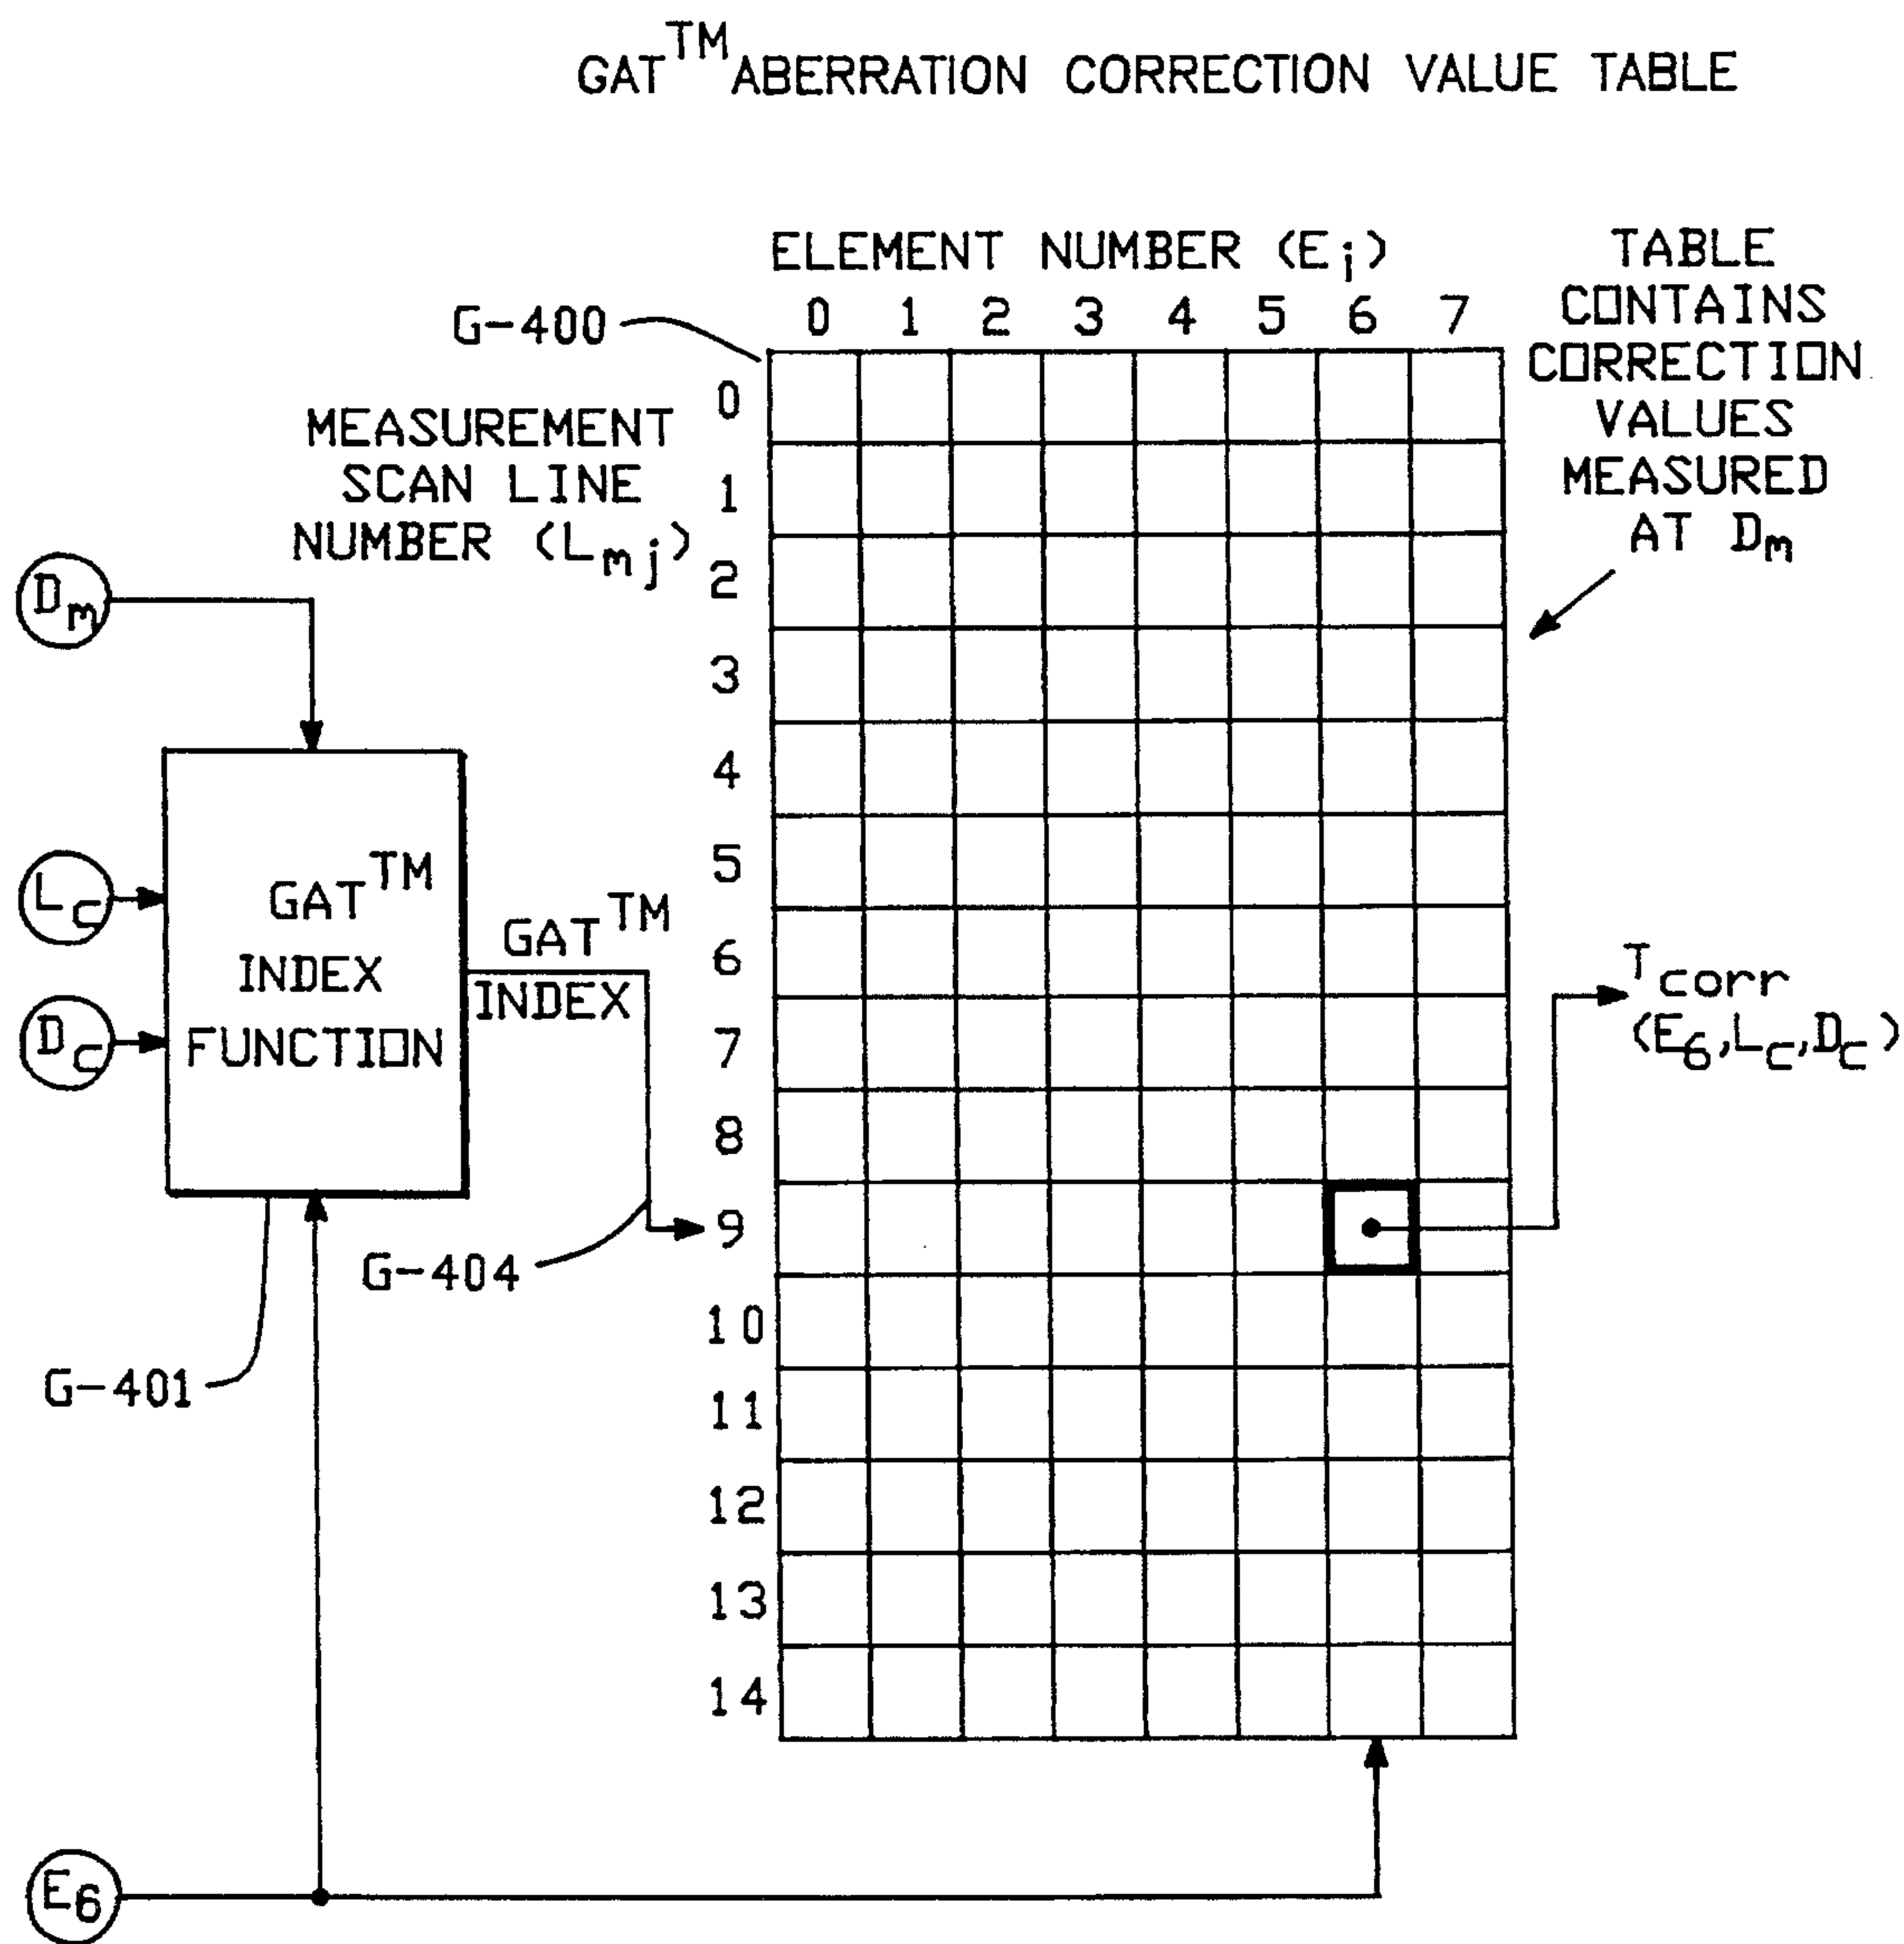 GAT™ ABERRATION CORRECTION VALUE TABLE
ELEMENT NUMBER (Ei)
0 1 2 3 4 5 6 7
G-400
TABLE
CONTAINS
CORRECTION
VALUES
MEASURED
AT Dm
MEASUREMENT
SCAN LINE
NUMBER (Lmj)
0
1
2
3
4
5
6
7
8
9
10
11
12
13
14
Dm
Lc
Dc
GAT™
INDEX
FUNCTION
GAT™
INDEX
Tcorr
(E6,Lc,Dc)
G-404
G-401
E6